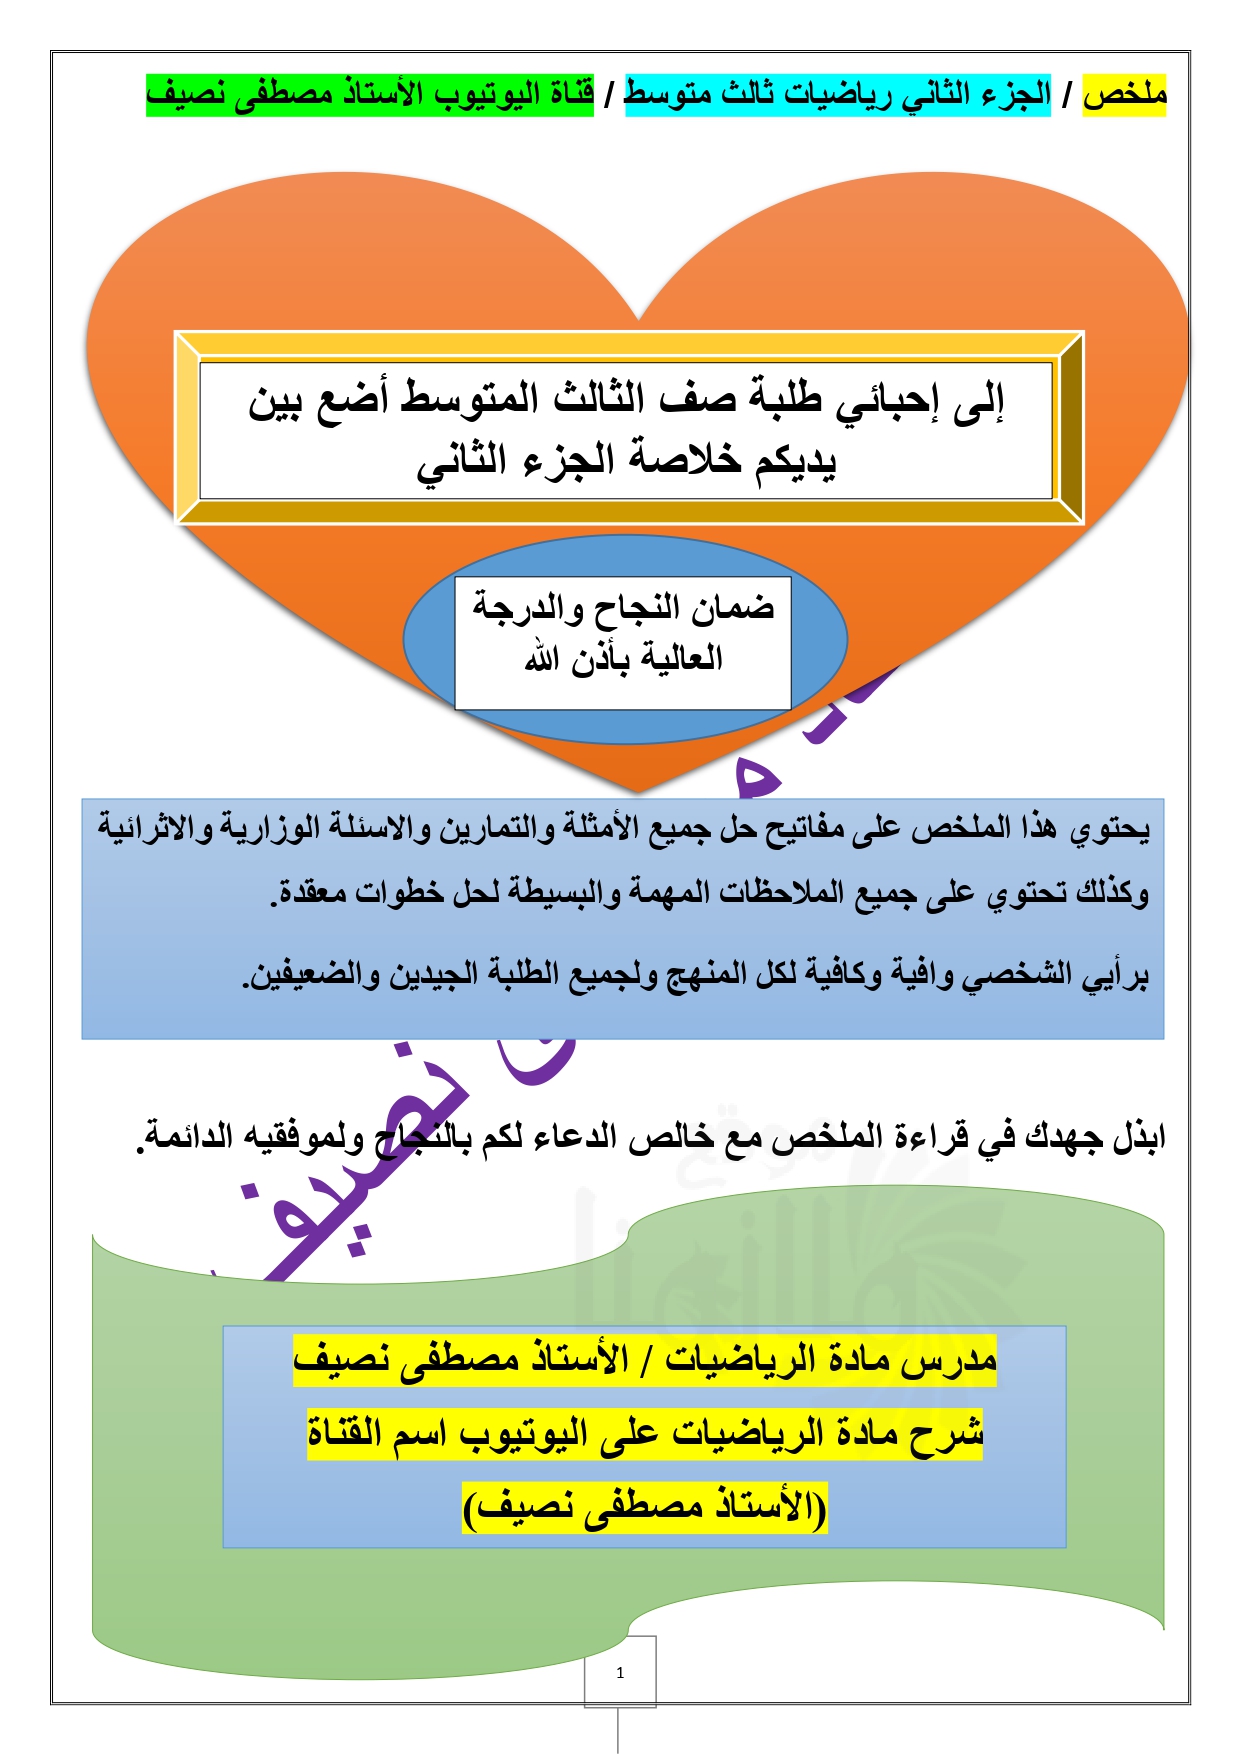 ملخص / الجزء الثاني رياضيات ثالث متوسط / قناة اليوتيوب الأستاذ مصطفى نصيف
إلى إحبائي طلبة صف الثالث المتوسط أضع بين
يديكم خلاصة الجزء الثاني
ضمان النجاح والدرجة
العالية بأذن الله
يحتوي هذا الملخص على مفاتيح حل جميع الأمثلة والتمارين والاسئلة الوزارية والاثرائية
وكذلك تحتوي على جميع الملاحظات المهمة والبسيطة لحل خطوات معقدة.
برأيي الشخصي وافية وكافية لكل المنهج ولجميع الطلبة الجيدين والضعيفين.
نصيف
ابذل جهدك في قراءة الملخص مع خالص الدعاء لكم بالنجاح ولموفقيه الدائمة.
موقع
ملازمنا
مدرس مادة الرياضيات / الأستاذ مصطفى نصيف
شرح مادة الرياضيات على اليوتيوب اسم القناة
(الأستاذ مصطفى نصيف)
1